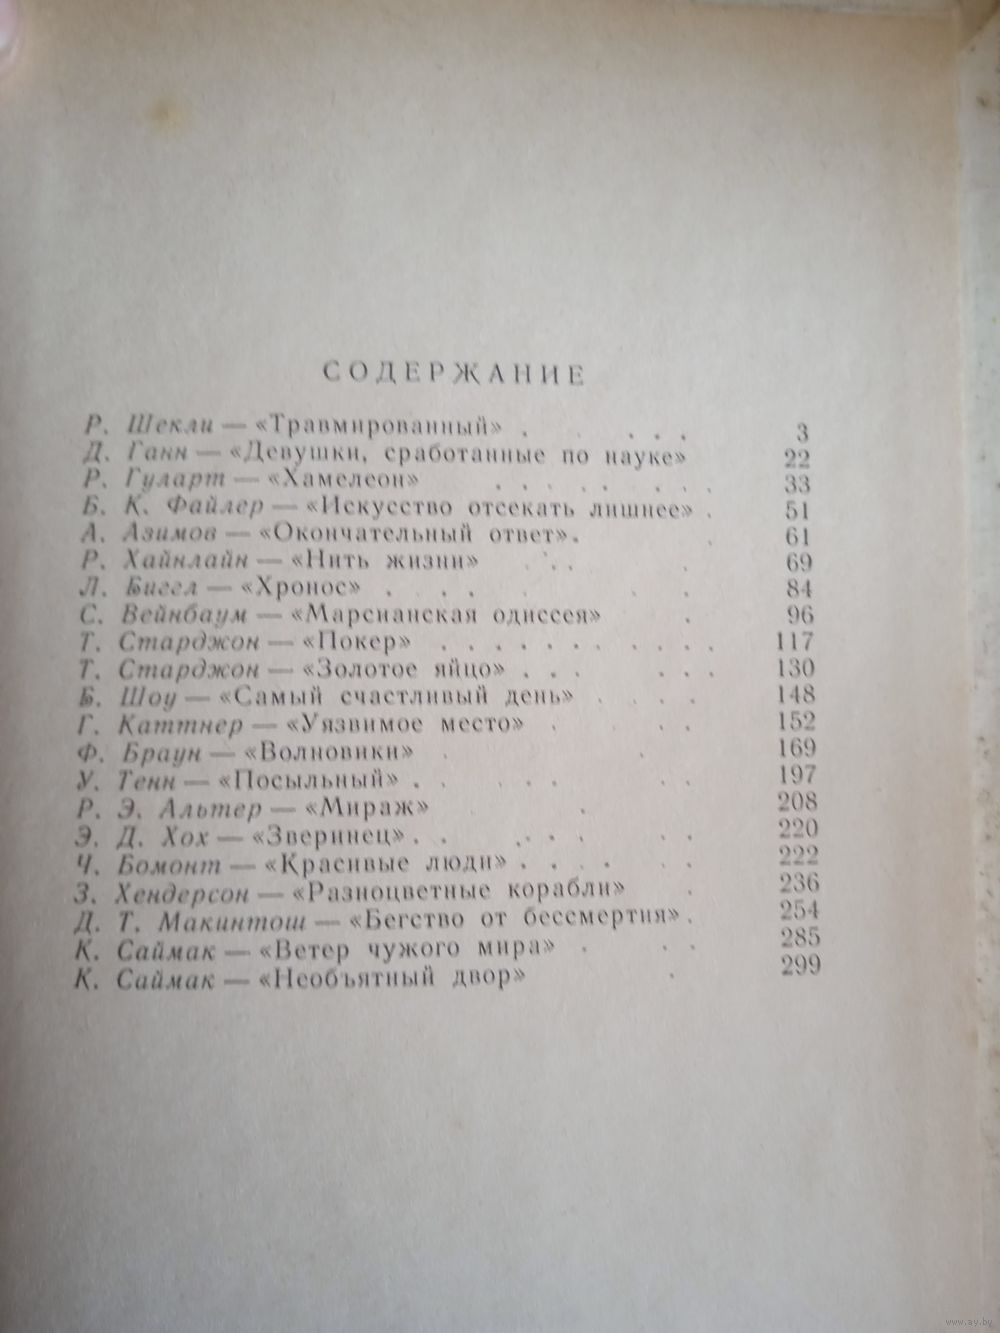 СОДЕРЖАНИЕ
Р. Шекли — «Травмированный» . . . . . 3
Д. Ганн — «Девушки, сработанные по науке» 22
Р. Гуларт — «Хамелеон» . . . . . . . 33
Б. К. Файлер — «Искусство отсекать лишнее» . 51
А. Азимов — «Окончательный ответ». . 61
Р. Хайнлайн — «Нить жизни» . . . . 69
Л. Биггл — «Хронос» . . . . . . 84
С. Вейнбаум — «Марсианская одиссея» . 96
Т. Старджон — «Покер» . . . . . . . . . . 117
Т. Старджон — «Золотое яйцо» . . . . . . 130
Б. Шоу — «Самый счастливый день» . . . . 148
Г. Каттнер — «Уязвимое место» . . . 152
Ф. Браун — «Волновики» . . 169
У. Тенн — «Посыльный» . . . . . . . 197
Р. Э. Альтер — «Мираж» . 208
Э. Д. Хох — «Зверинец» . . . . . . . . 220
Ч. Бомонт — «Красивые люди» . . . . . . 222
З. Хендерсон — «Разноцветные корабли» . 236
Д. Т. Макинтош — «Бегство от бессмертия» . 254
К. Саймак — «Ветер чужого мира» . . . 285
К. Саймак — «Необъятный двор» . 299
www.ay.by